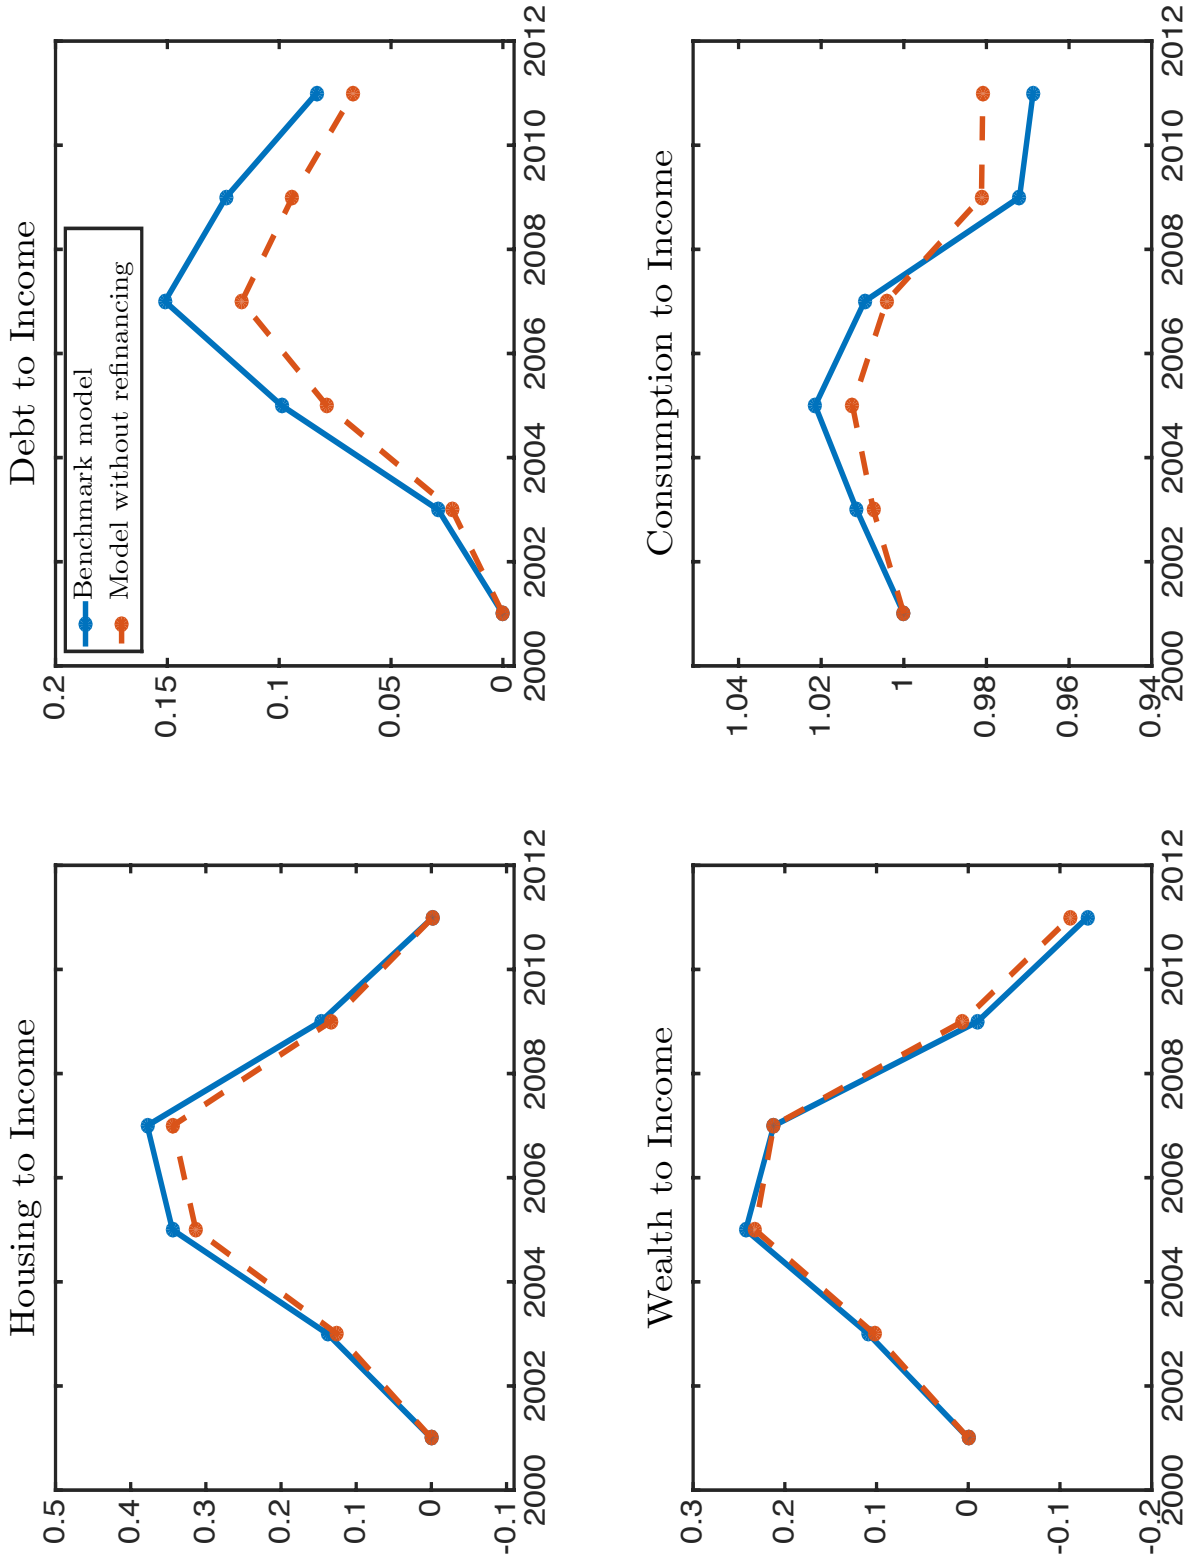 Housing to Income
0.5
0.4
0.3
0.2
0.1
0
-0.1
2000 2002 2004 2006 2008 2010 2012
Debt to Income
Benchmark model
Model without refinancing
0.2
0.15
0.1
0.05
0
2000 2002 2004 2006 2008 2010 2012
Wealth to Income
0.3
0.2
0.1
0
-0.1
-0.2
2000 2002 2004 2006 2008 2010 2012
Consumption to Income
1.04
1.02
1
0.98
0.96
0.94
2000 2002 2004 2006 2008 2010 2012